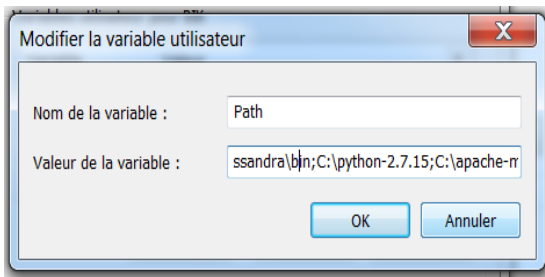 Modifier la variable utilisateur
X
Nom de la variable :
Path
Valeur de la variable :
ssandra\bin;C:\python-2.7.15;C:\apache-m
OK
Annuler